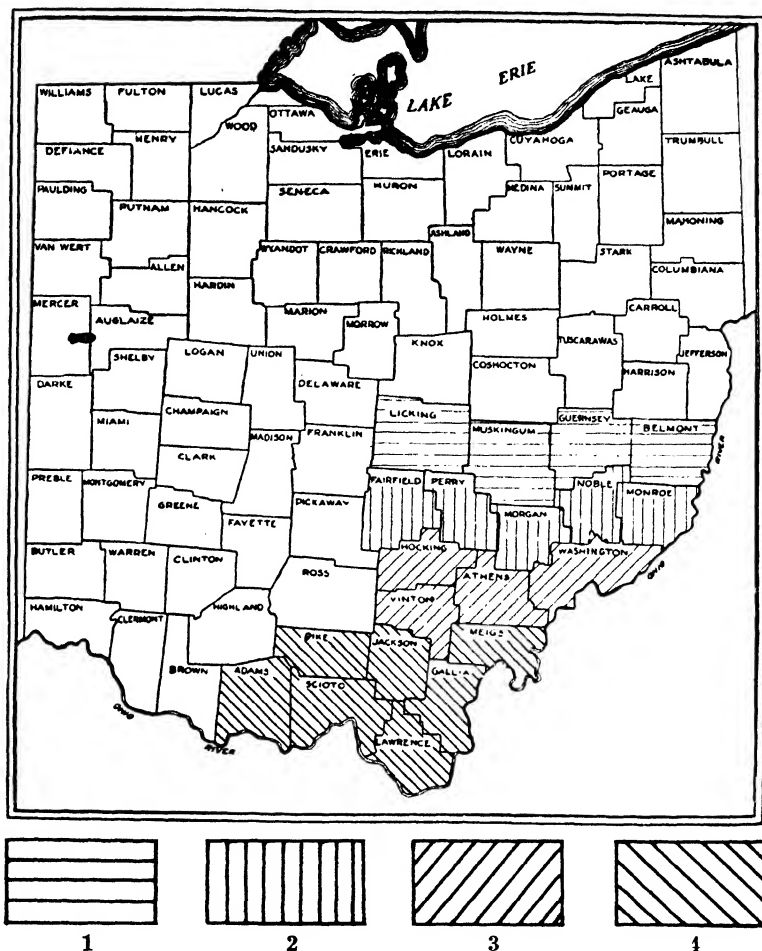 LAKE ERIE
ASHTABULA
LAKE
WILLIAMS FULTON LUCAS
GEAUGA
OTTAWA
WOOD
CUYAHOGA
HENRY
TRUMBULL
DEFIANCE
SANDUSKY ERIE LORAIN
PORTAGE
PAULDING
SENECA HURON MEDINA SUMMIT
PUTNAM HANCOCK
MAHONING
ASHLAND
VAN WERT
WYANDOT CRAWFORD RICHLAND WAYNE STARK
ALLEN
COLUMBIANA
HARDIN
MERCER
CARROLL
AUGLAIZE
MARION
MORROW
HOLMES
KNOX
TUSCARAWAS
JEFFERSON
LOGAN UNION
SHELBY
COSHOCTON
HARRISON
DARKE
DELAWARE
CHAMPAIGN
LICKING
GUERNSEY
MIAMI
MUSKINGUM
BELMONT
FRANKLIN
MADISON
RIVER
CLARK
PREBLE
MONTGOMERY
FAIRFIELD PERRY NOBLE
MONROE
GREENE
PICKAWAY
MORGAN
FAYETTE
BUTLER WARREN
HOCKING
WASHINGTON
CLINTON
ROSS
OHIO
ATHENS
VINTON
HAMILTON
HIGHLAND
CLERMONT
PIKE
JACKSON
MEIGS
BROWN
ADAMS
GALLIA
SCIOTO
OHIO
LAWRENCE
RIVER
1 2 3 4